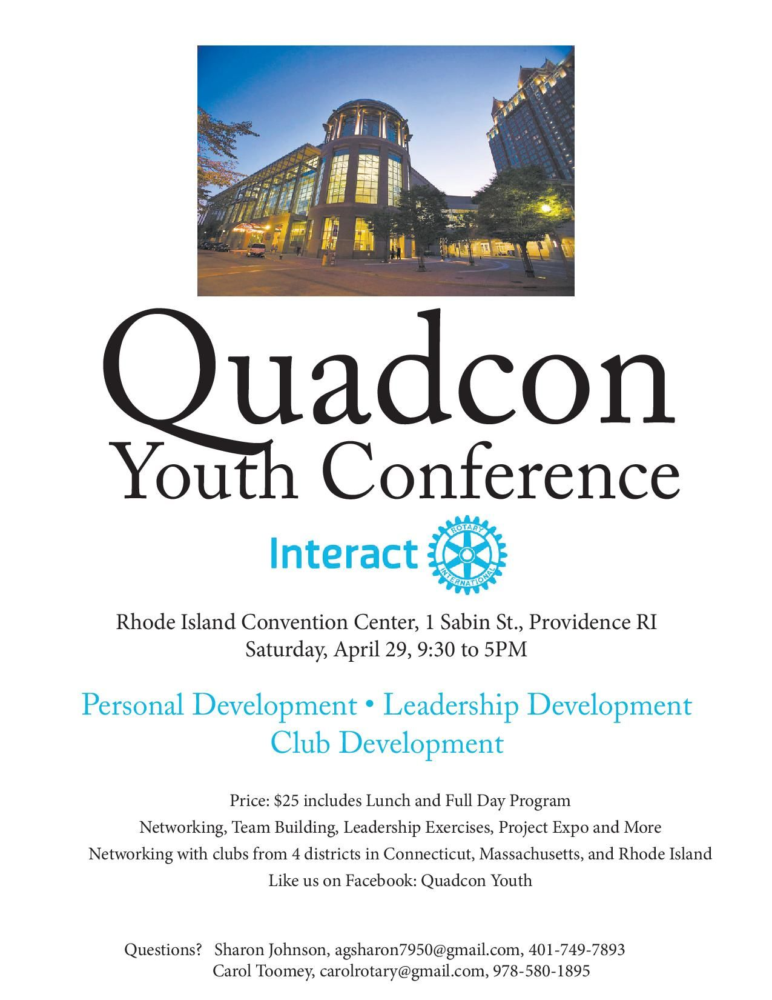 Quadcon
Youth Conference
Interact
ROTARY
INTERNATIONAL
Rhode Island Convention Center, 1 Sabin St., Providence RI
Saturday, April 29, 9:30 to 5PM
Personal Development • Leadership Development
Club Development
Price: $25 includes Lunch and Full Day Program
Networking, Team Building, Leadership Exercises, Project Expo and More
Networking with clubs from 4 districts in Connecticut, Massachusetts, and Rhode Island
Like us on Facebook: Quadcon Youth
Questions? Sharon Johnson, agsharon7950@gmail.com, 401-749-7893
Carol Toomey, carolrotary@gmail.com, 978-580-1895